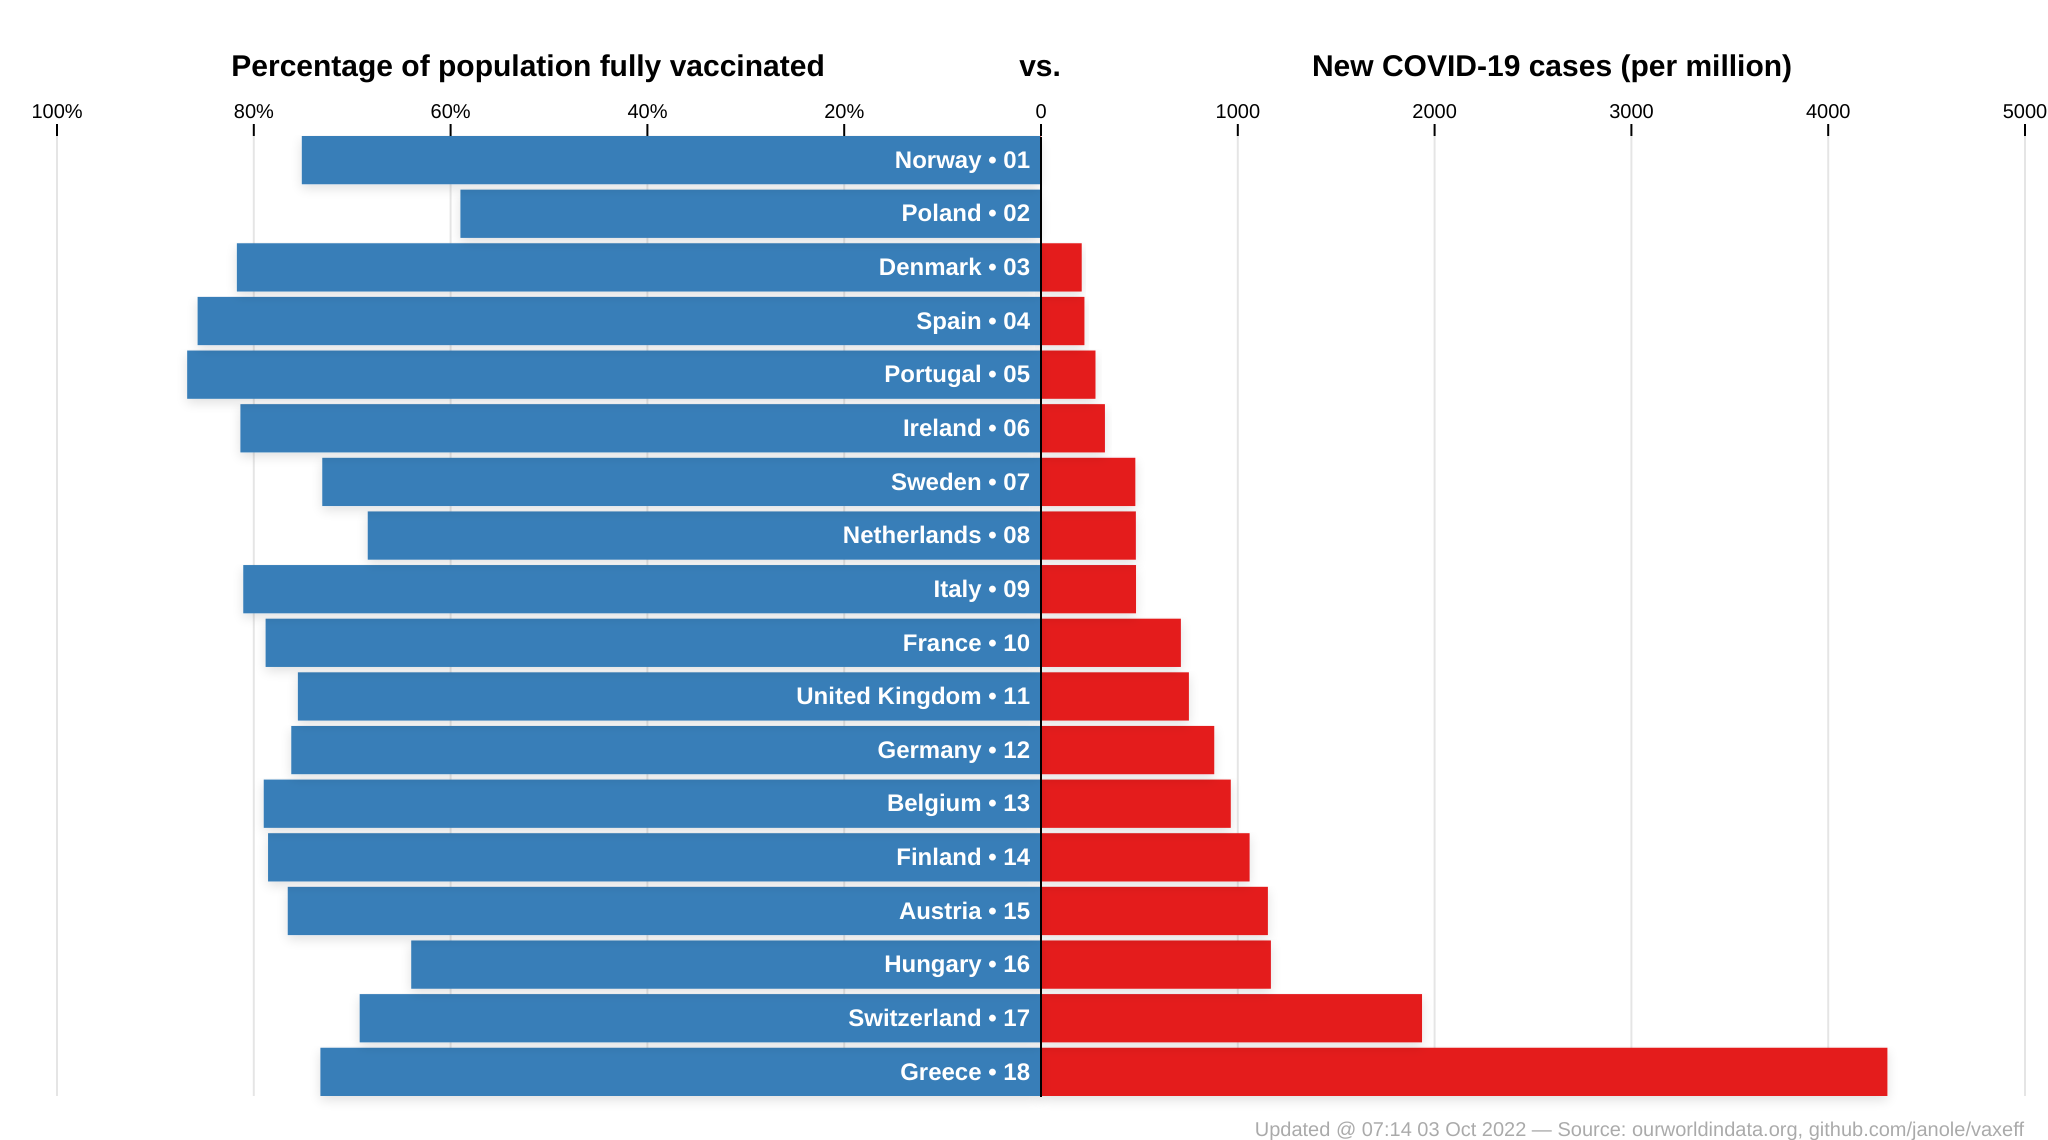 Percentage of population fully vaccinated vs. New COVID-19 cases (per million)
100% 80% 60% 40% 20% 0 1000 2000 3000 4000 5000
Norway • 01
Poland • 02
Denmark • 03
Spain • 04
Portugal • 05
Ireland • 06
Sweden • 07
Netherlands • 08
Italy • 09
France • 10
United Kingdom • 11
Germany • 12
Belgium • 13
Finland • 14
Austria • 15
Hungary • 16
Switzerland • 17
Greece • 18
Updated @ 07:14 03 Oct 2022 — Source: ourworldindata.org, github.com/janole/vaxeff